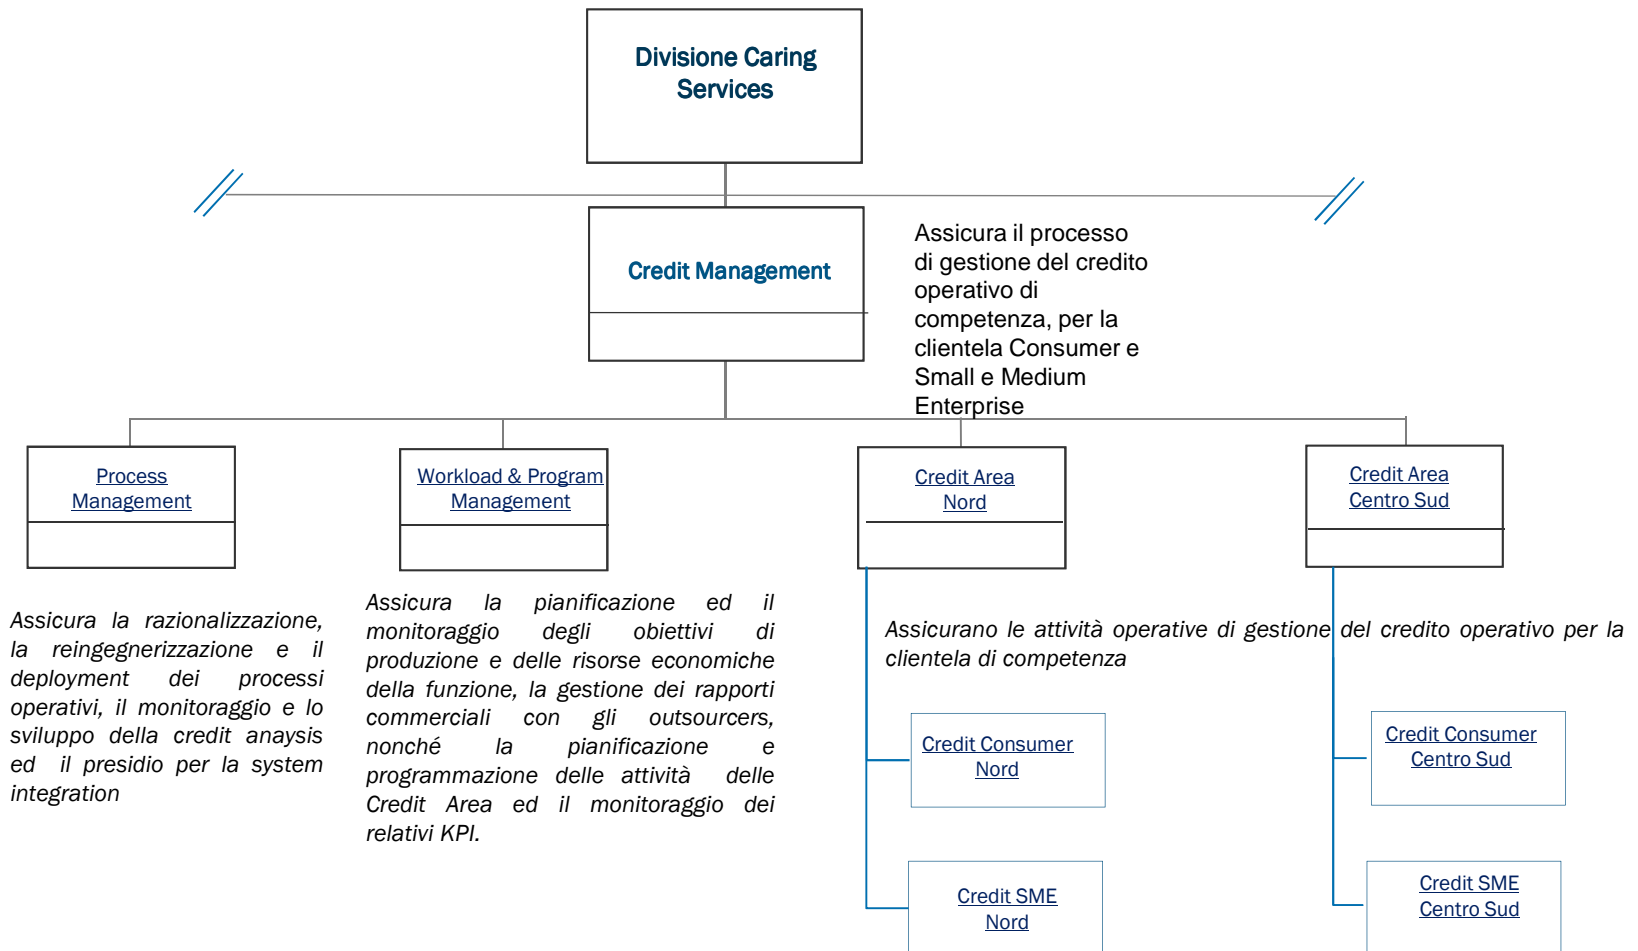 Divisione Caring
Services
Credit Management
Assicura il processo
di gestione del credito
operativo di
competenza, per la
clientela Consumer e
Small e Medium
Enterprise
Process
Management
Workload & Program
Management
Credit Area
Nord
Credit Area
Centro Sud
Assicura la razionalizzazione,
la reingegnerizzazione e il
deployment dei processi
operativi, il monitoraggio e lo
sviluppo della credit anaysis
ed il presidio per la system
integration
Assicura la pianificazione ed il
monitoraggio degli obiettivi di
produzione e delle risorse economiche
della funzione, la gestione dei rapporti
commerciali con gli outsourcers,
nonché la pianificazione e
programmazione delle attività delle
Credit Area ed il monitoraggio dei
relativi KPI.
Assicurano le attività operative di gestione del credito operativo per la
clientela di competenza
Credit Consumer
Nord
Credit Consumer
Centro Sud
Credit SME
Nord
Credit SME
Centro Sud